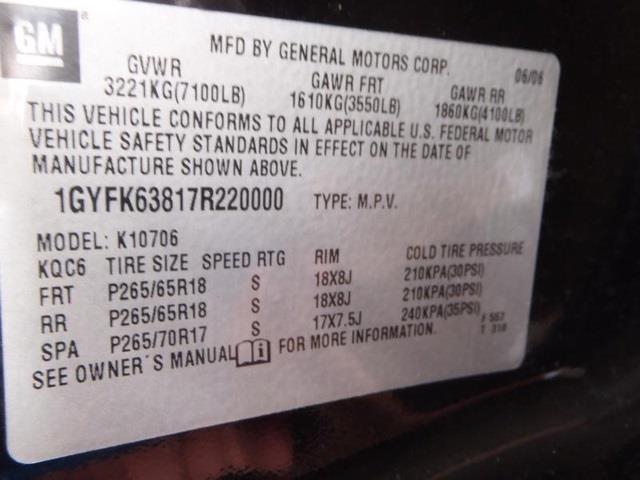 GM
MFD BY GENERAL MOTORS CORP. 06/06
GVWR GAWR FRT GAWR RR
3221KG(7100LB) 1610KG(3550LB) 1860KG(4100LB)
THIS VEHICLE CONFORMS TO ALL APPLICABLE U.S. FEDERAL MOTOR
VEHICLE SAFETY STANDARDS IN EFFECT ON THE DATE OF
MANUFACTURE SHOWN ABOVE.
1GYFK63817R220000 TYPE: M.P.V.
MODEL: K10706
KQC6 TIRE SIZE SPEED RTG RIM COLD TIRE PRESSURE
FRT P265/65R18 S 18X8J 210KPA(30PSI)
RR P265/65R18 S 18X8J 210KPA(30PSI)
SPA P265/70R17 S 17X7.5J 240KPA(35PSI) F 557
T 318
SEE OWNER'S MANUAL i FOR MORE INFORMATION.